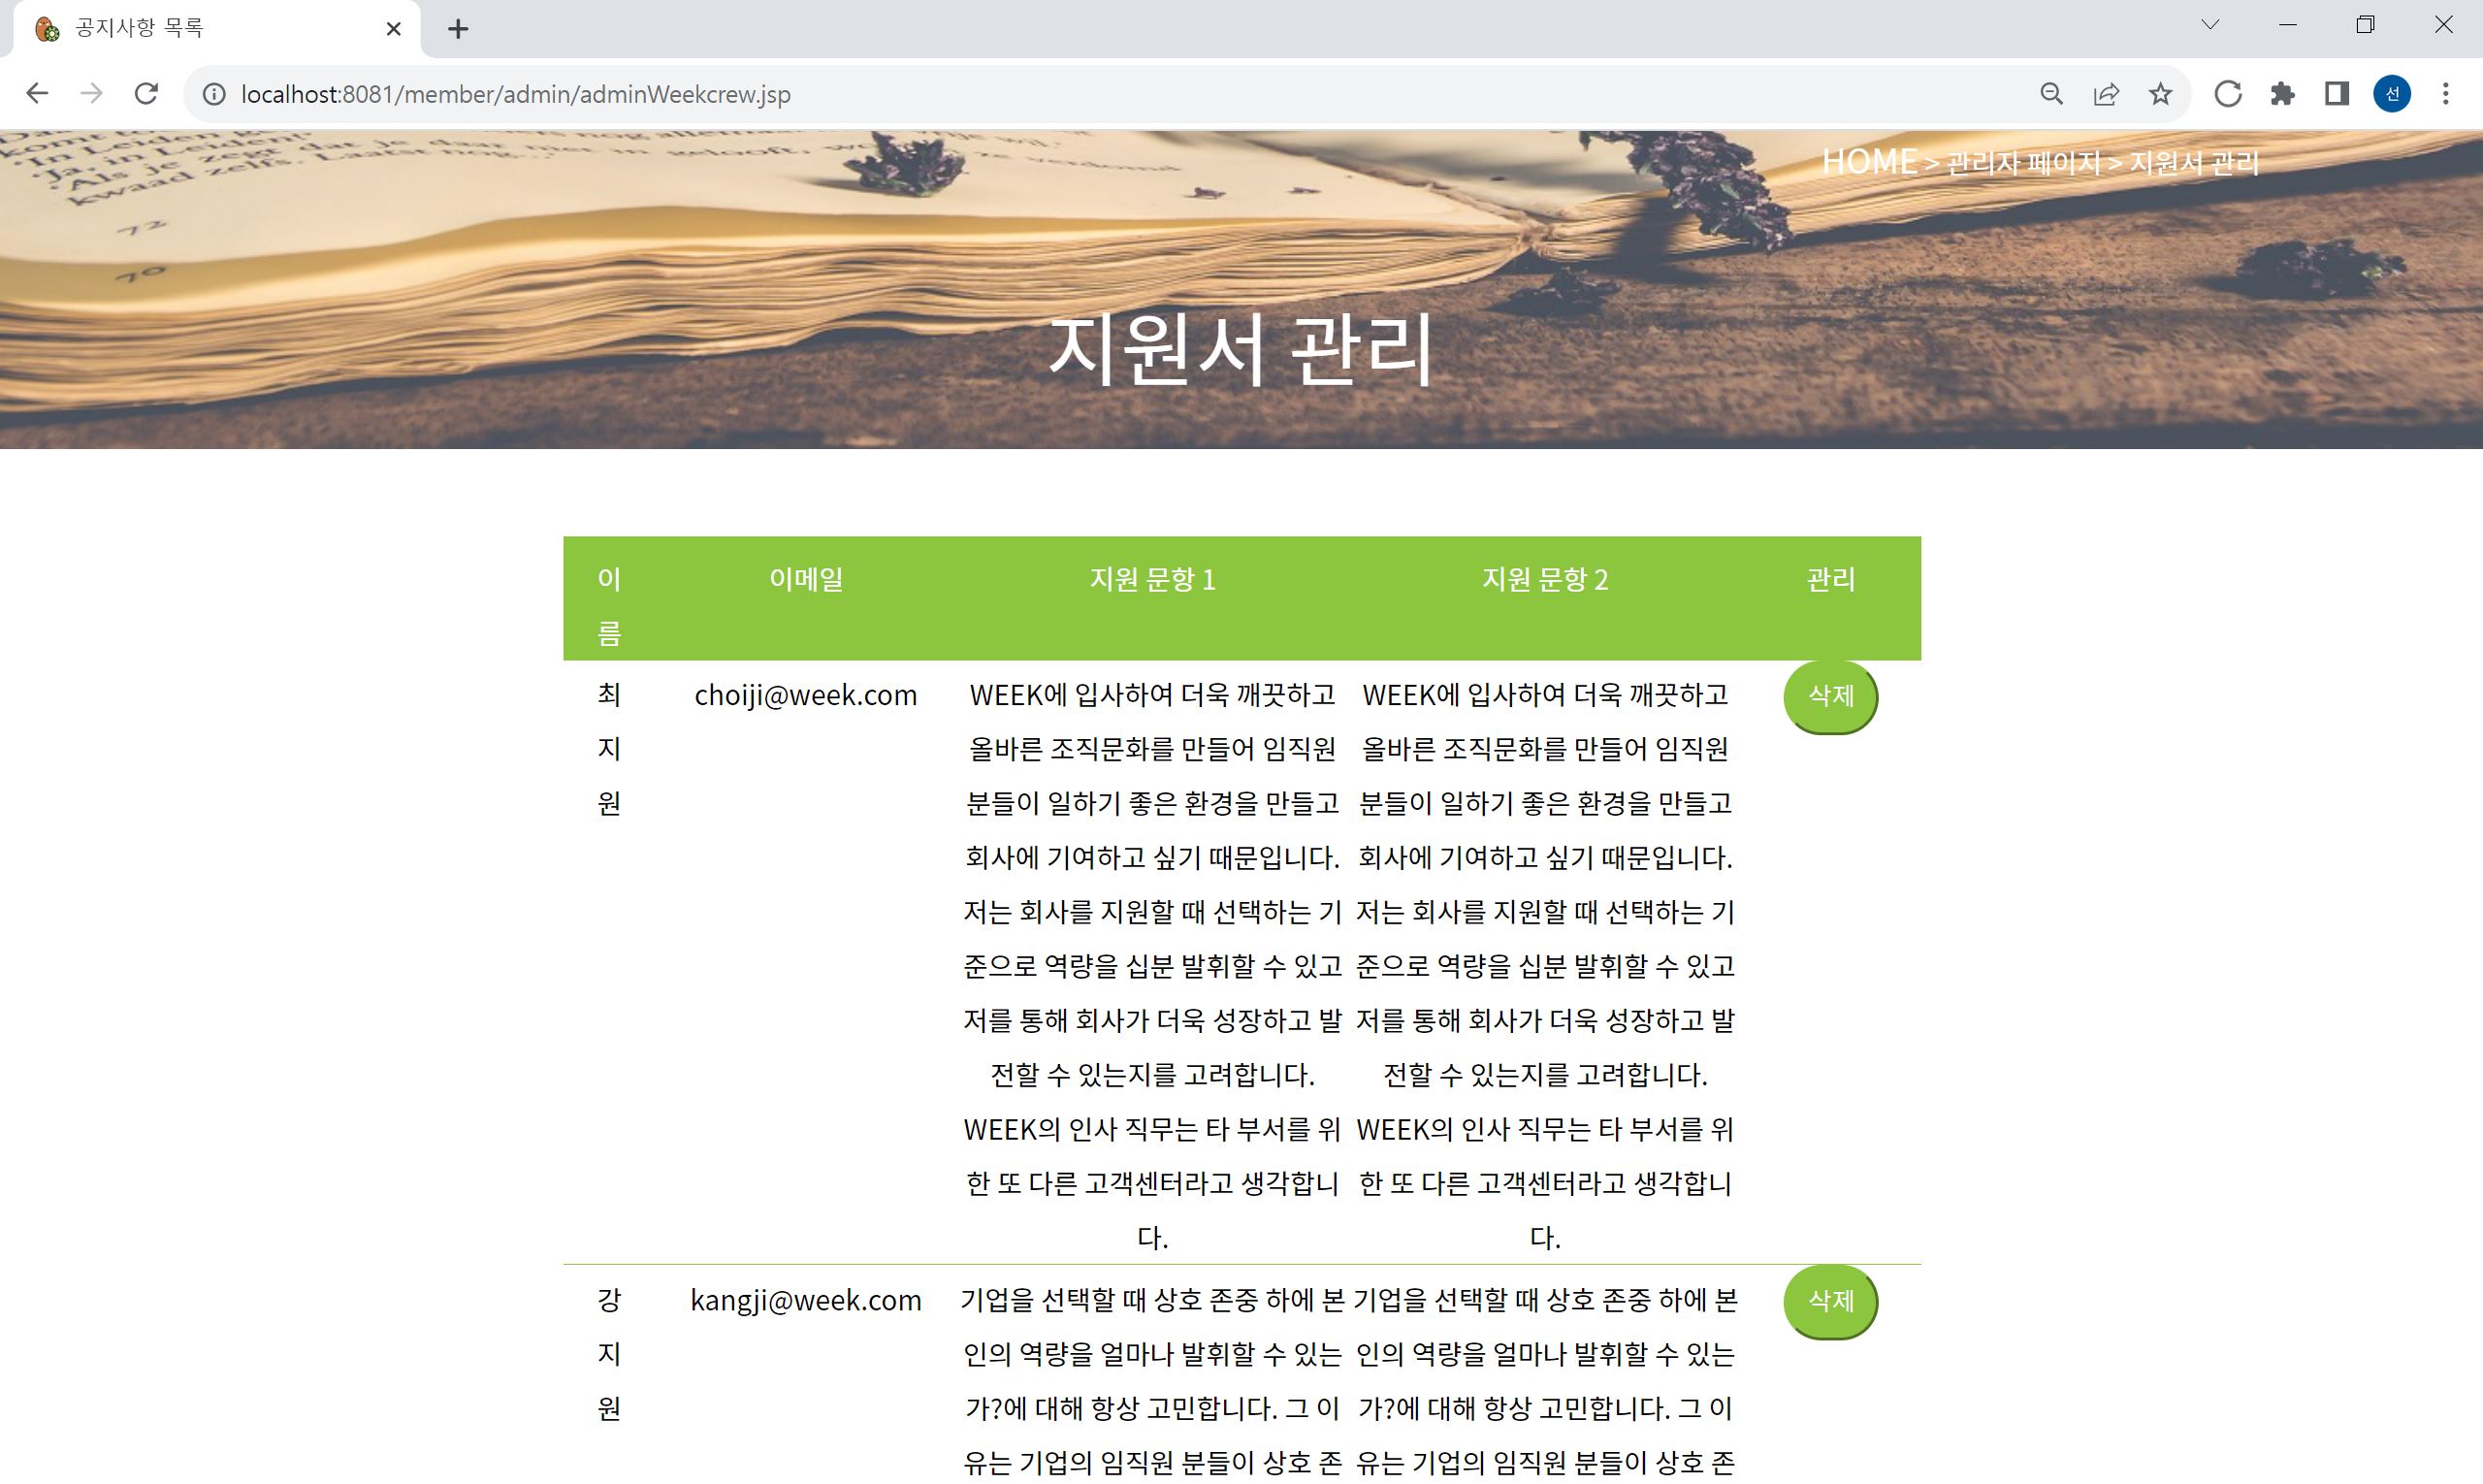 공지사항 목록
localhost:8081/member/admin/adminWeekcrew.jsp
선
HOME > 관리자 페이지 > 지원서 관리
"In Leiden?"
"Ja, in Leiden."
72
70
지원서 관리
이름 이메일 지원 문항 1 지원 문항 2 관리
최지원
choiji@week.com
WEEK에 입사하여 더욱 깨끗하고
올바른 조직문화를 만들어 임직원
분들이 일하기 좋은 환경을 만들고
회사에 기여하고 싶기 때문입니다.
저는 회사를 지원할 때 선택하는 기
준으로 역량을 십분 발휘할 수 있고
저를 통해 회사가 더욱 성장하고 발
전할 수 있는지를 고려합니다.
WEEK의 인사 직무는 타 부서를 위
한 또 다른 고객센터라고 생각합니
다.
WEEK에 입사하여 더욱 깨끗하고
올바른 조직문화를 만들어 임직원
분들이 일하기 좋은 환경을 만들고
회사에 기여하고 싶기 때문입니다.
저는 회사를 지원할 때 선택하는 기
준으로 역량을 십분 발휘할 수 있고
저를 통해 회사가 더욱 성장하고 발
전할 수 있는지를 고려합니다.
WEEK의 인사 직무는 타 부서를 위
한 또 다른 고객센터라고 생각합니
다.
삭제
강지원
kangji@week.com
기업을 선택할 때 상호 존중 하에 본
인의 역량을 얼마나 발휘할 수 있는
가?에 대해 항상 고민합니다. 그 이
유는 기업의 임직원 분들이 상호 존
기업을 선택할 때 상호 존중 하에 본
인의 역량을 얼마나 발휘할 수 있는
가?에 대해 항상 고민합니다. 그 이
유는 기업의 임직원 분들이 상호 존
삭제